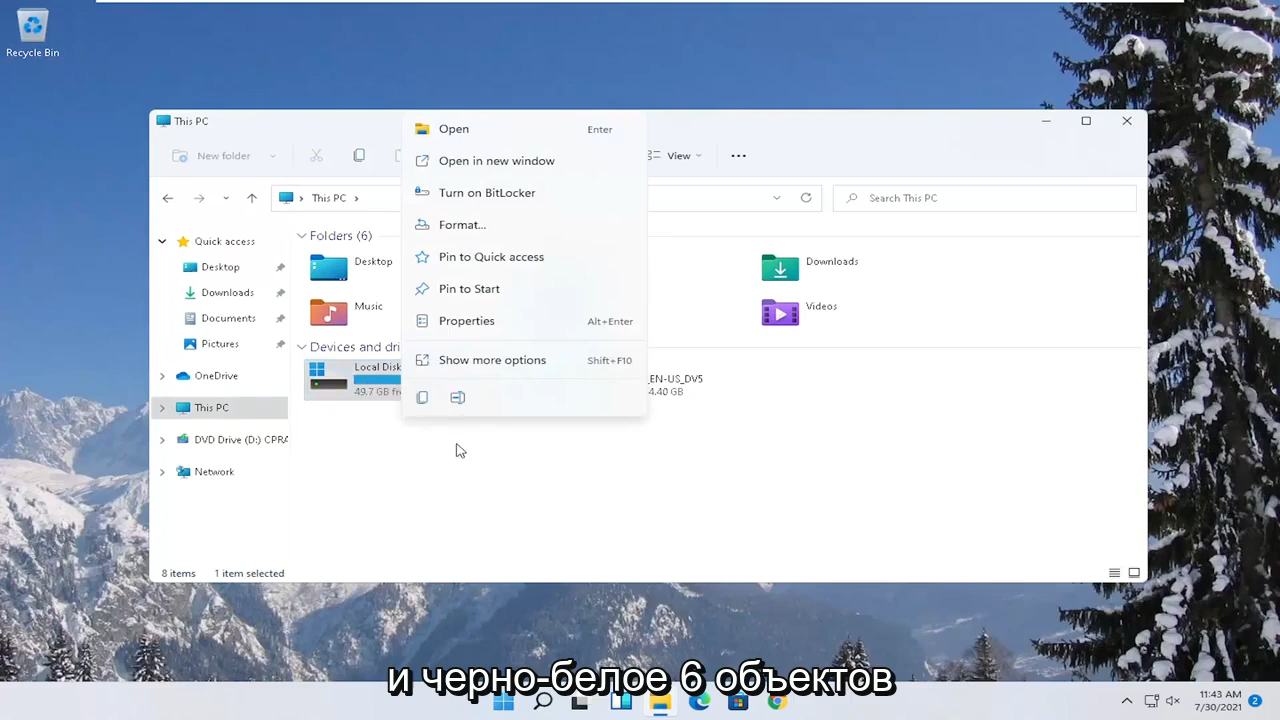 Recycle Bin
This PC
New folder
View
This PC
Search This PC
Open Enter
Open in new window
Turn on BitLocker
Format...
Pin to Quick access
Pin to Start
Properties Alt+Enter
Show more options Shift+F10
Quick access
Desktop
Downloads
Documents
Pictures
OneDrive
This PC
DVD Drive (D:) CPRA
Network
Folders (6)
Desktop
Downloads
Music
Videos
Devices and dri
Local Disk
49.7 GB fre
_EN-US_DV5
4.40 GB
8 items 1 item selected
и черно-белое 6 объектов
11:43 AM
7/30/2021
2